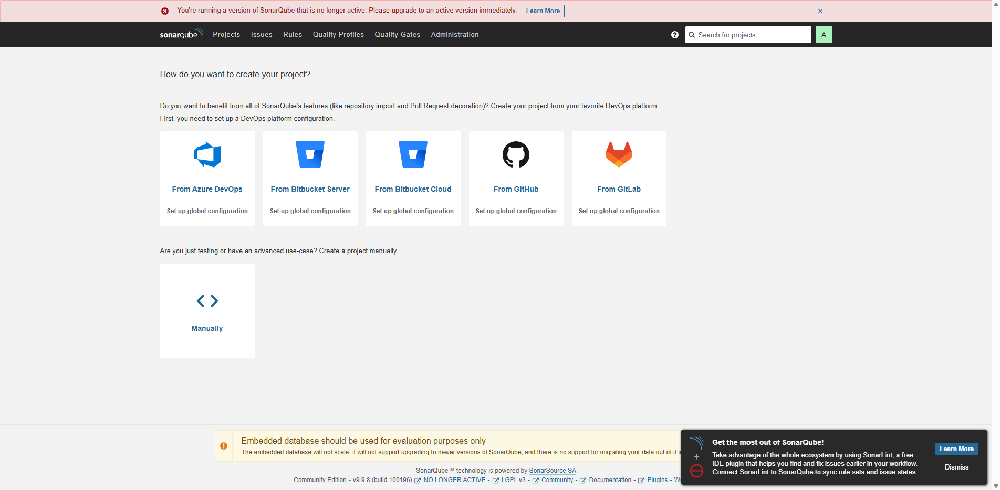 You're running a version of SonarQube that is no longer active. Please upgrade to an active version immediately. Learn More
sonarqube Projects Issues Rules Quality Profiles Quality Gates Administration Search for projects... A
How do you want to create your project?
Do you want to benefit from all of SonarQube's features (like repository import and Pull Request decoration)? Create your project from your favorite DevOps platform.
First, you need to set up a DevOps platform configuration.
From Azure DevOps From Bitbucket Server From Bitbucket Cloud From GitHub From GitLab
Set up global configuration Set up global configuration Set up global configuration Set up global configuration Set up global configuration
Are you just testing or have an advanced use-case? Create a project manually.
Manually
Embedded database should be used for evaluation purposes only
The embedded database will not scale, it will not support upgrading to newer versions of SonarQube, and there is no support for migrating your data out of it
SonarQube™ technology is powered by SonarSource SA
Community Edition - v9.9.8 (build 100196) NO LONGER ACTIVE - LGPL v3 - Community - Documentation - Plugins -
Get the most out of SonarQube!
Take advantage of the whole ecosystem by using SonarLint, a free
IDE plugin that helps you find and fix issues earlier in your workflow.
Connect SonarLint to SonarQube to sync rule sets and issue states.
Learn More
Dismiss